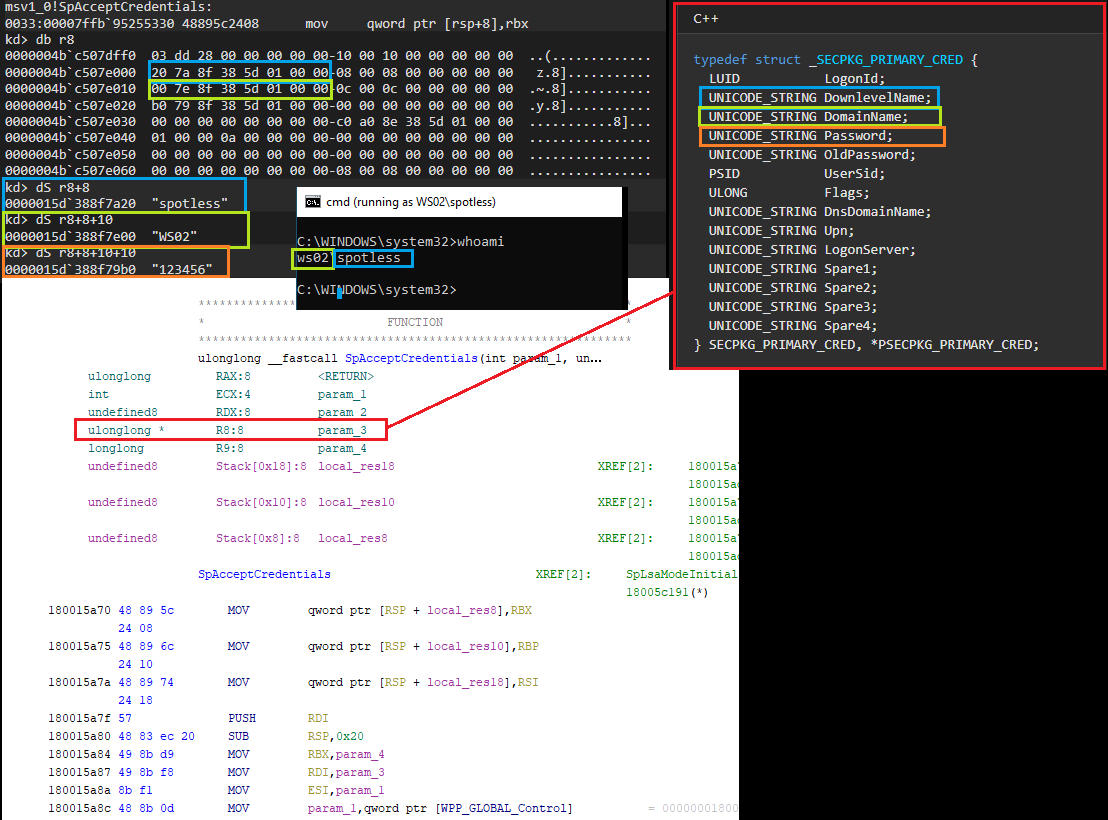 msv1_0!SpAcceptCredentials:
0033:00007ffb`95255330 48895c2408 mov qword ptr [rsp+8],rbx
kd> db r8
0000004b`c507dff0 03 dd 28 00 00 00 00 00-10 00 10 00 00 00 00 00 ..(.............
0000004b`c507e000 20 7a 8f 38 5d 01 00 00-08 00 08 00 00 00 00 00 z.8]...........
0000004b`c507e010 00 7e 8f 38 5d 01 00 00-0c 00 0c 00 00 00 00 00 .~.8]...........
0000004b`c507e020 b0 79 8f 38 5d 01 00 00-00 00 00 00 00 00 00 00 .y.8]...........
0000004b`c507e030 00 00 00 00 00 00 00 00-c0 a0 8e 38 5d 01 00 00 ...........8]...
0000004b`c507e040 01 00 00 0a 00 00 00 00-00 00 00 00 00 00 00 00 ................
0000004b`c507e050 00 00 00 00 00 00 00 00-00 00 00 00 00 00 00 00 ................
0000004b`c507e060 00 00 00 00 00 00 00 00-08 00 08 00 00 00 00 00 ................
kd> dS r8+8
0000015d`388f7a20 "spotless"
kd> dS r8+8+10
0000015d`388f7e00 "WS02"
kd> dS r8+8+10+10
0000015d`388f79b0 "123456"
cmd (running as WS02\spotless)
C:\WINDOWS\system32>whoami
ws02\spotless
C:\WINDOWS\system32>
C++
typedef struct _SECPKG_PRIMARY_CRED {
LUID LogonId;
UNICODE_STRING DownlevelName;
UNICODE_STRING DomainName;
UNICODE_STRING Password;
UNICODE_STRING OldPassword;
PSID UserSid;
ULONG Flags;
UNICODE_STRING DnsDomainName;
UNICODE_STRING Upn;
UNICODE_STRING LogonServer;
UNICODE_STRING Spare1;
UNICODE_STRING Spare2;
UNICODE_STRING Spare3;
UNICODE_STRING Spare4;
} SECPKG_PRIMARY_CRED, *PSECPKG_PRIMARY_CRED;
* FUNCTION *
ulonglong __fastcall SpAcceptCredentials(int param_1, un...
ulonglong RAX:8 <RETURN>
int ECX:4 param_1
undefined8 RDX:8 param_2
ulonglong * R8:8 param_3
longlong R9:8 param_4
undefined8 Stack[0x18]:8 local_res18 XREF[2]: 180015a7
180015a
undefined8 Stack[0x10]:8 local_res10 XREF[2]: 180015a7
180015a
undefined8 Stack[0x8]:8 local_res8 XREF[2]: 180015a7
180015a
SpAcceptCredentials XREF[2]: SpLsaModeInitial
18005c191(*)
180015a70 48 89 5c MOV qword ptr [RSP + local_res8],RBX
24 08
180015a75 48 89 6c MOV qword ptr [RSP + local_res10],RBP
24 10
180015a7a 48 89 74 MOV qword ptr [RSP + local_res18],RSI
24 18
180015a7f 57 PUSH RDI
180015a80 48 83 ec 20 SUB RSP,0x20
180015a84 49 8b d9 MOV RBX,param_4
180015a87 49 8b f8 MOV RDI,param_3
180015a8a 8b f1 MOV ESI,param_1
180015a8c 48 8b 0d MOV param_1,qword ptr [WPP_GLOBAL_Control] = 00000001800